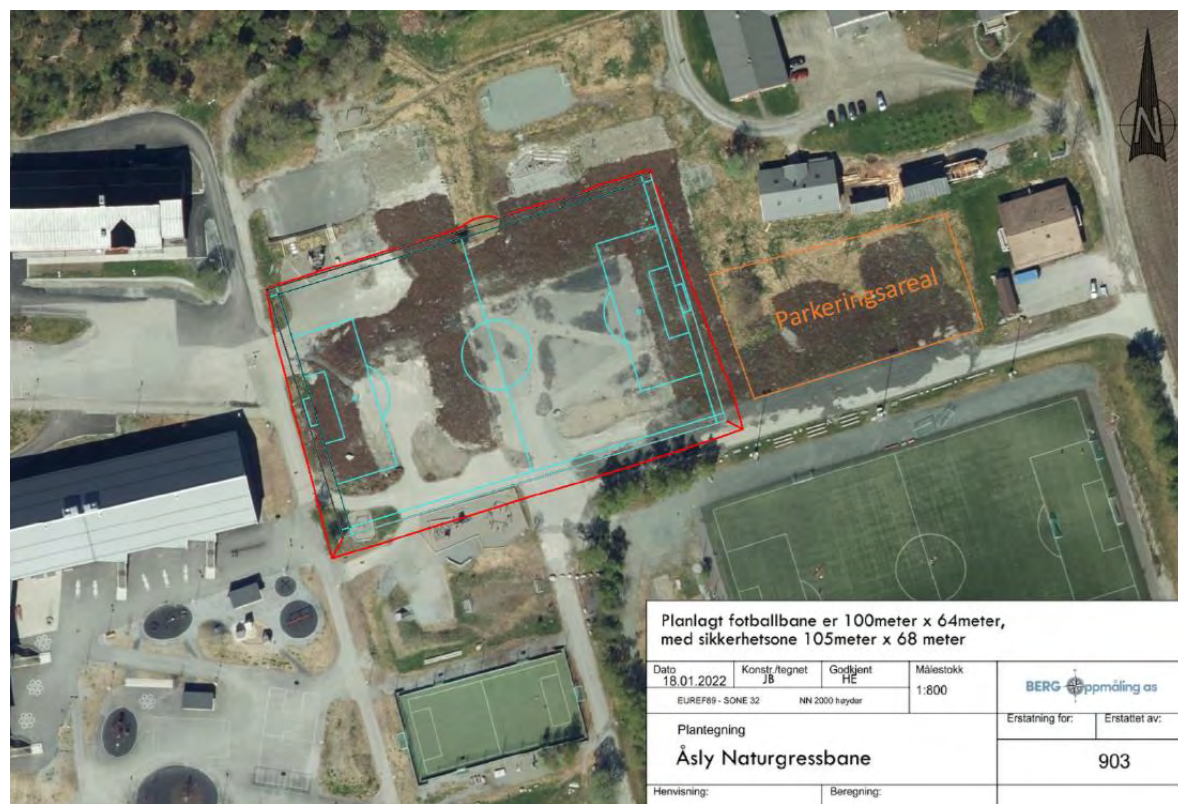 N
Parkeringsareal
Planlagt fotballbane er 100meter x 64meter,
med sikkerhetsone 105meter x 68 meter
Dato
18.01.2022
Konstr./tegnet
JB
Godkjent
HE
Målestokk
1:800
EUREF89 - SONE 32 NN 2000 høyder
BERG Oppmåling as
Plantegning
Åsly Naturgressbane
Erstatning for:
Erstattet av:
903
Henvisning:
Beregning: